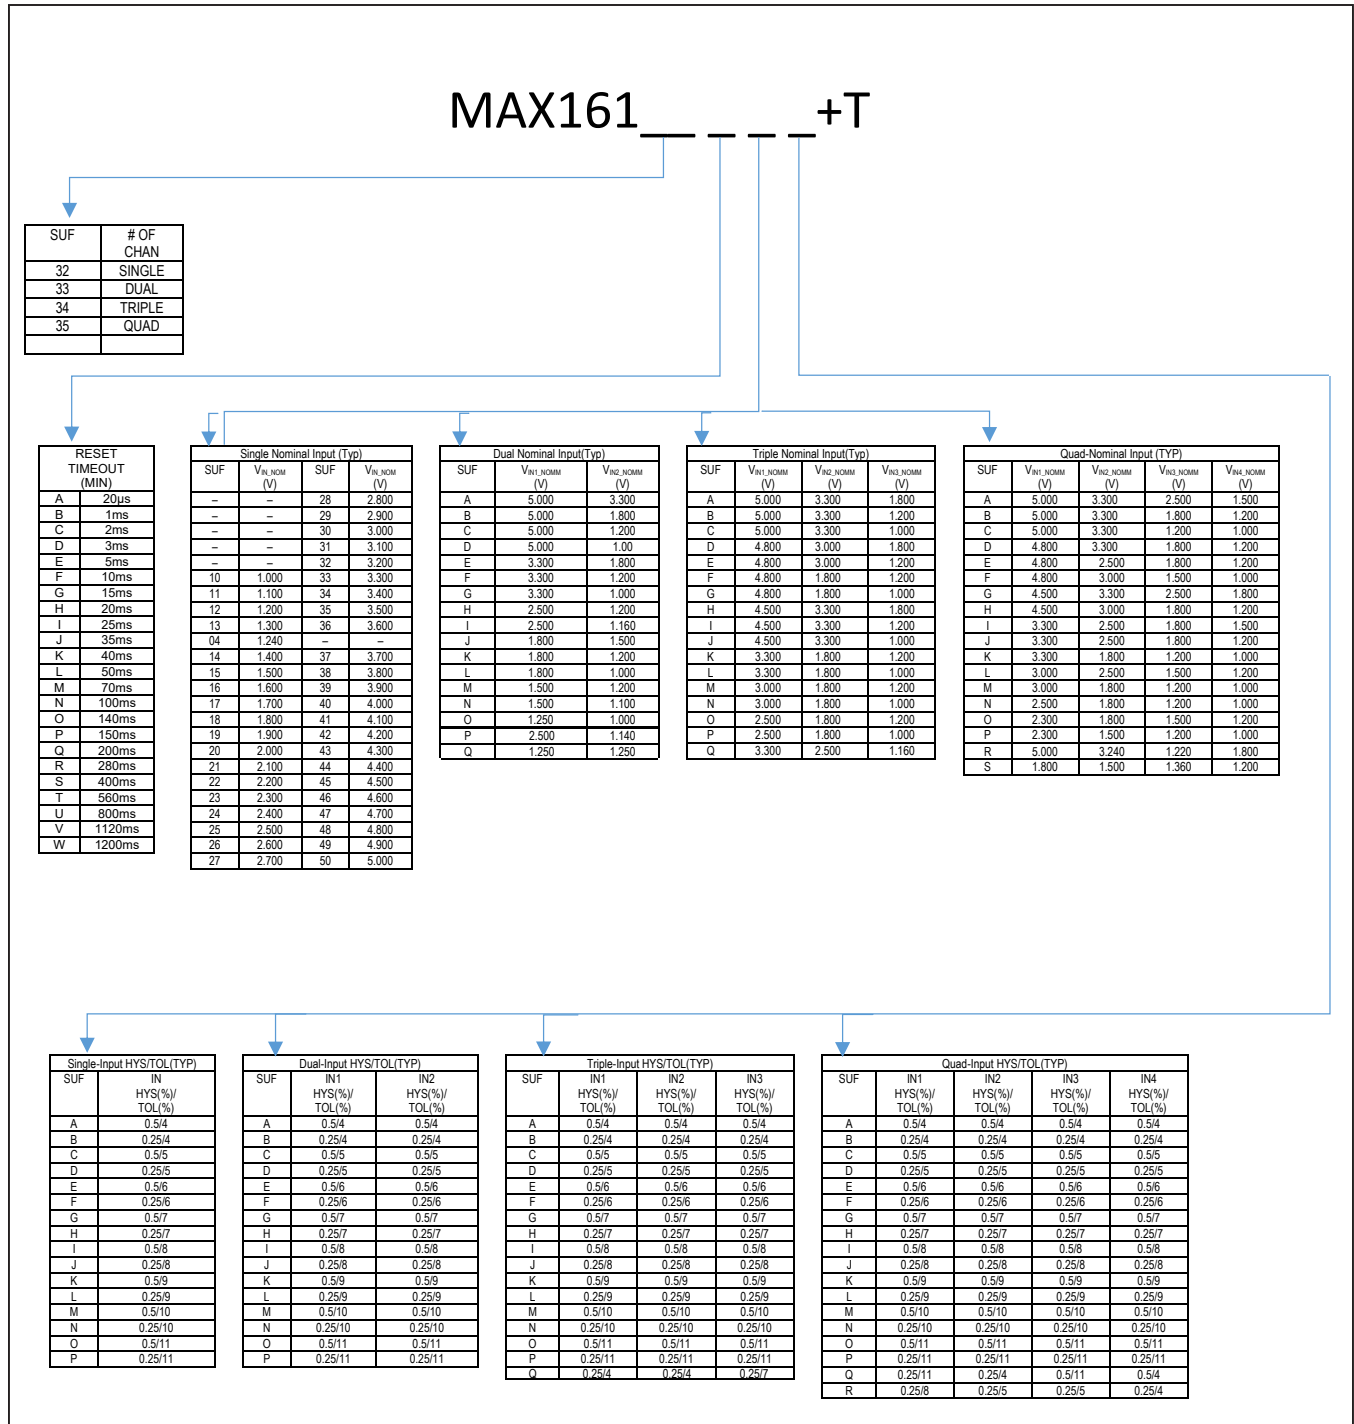 MAX161__ _ _ _+T
SUF # OF CHAN
32 SINGLE
33 DUAL
34 TRIPLE
35 QUAD
RESET TIMEOUT (MIN)
A 20µs
B 1ms
C 2ms
D 3ms
E 5ms
F 10ms
G 15ms
H 20ms
I 25ms
J 35ms
K 40ms
L 50ms
M 70ms
N 100ms
O 140ms
P 150ms
Q 200ms
R 280ms
S 400ms
T 560ms
U 800ms
V 1120ms
W 1200ms
Single Nominal Input (Typ)
SUF VIN_NOM (V) SUF VIN_NOM (V)
– – 28 2.800
– – 29 2.900
– – 30 3.000
– – 31 3.100
– – 32 3.200
10 1.000 33 3.300
11 1.100 34 3.400
12 1.200 35 3.500
13 1.300 36 3.600
04 1.240 – –
14 1.400 37 3.700
15 1.500 38 3.800
16 1.600 39 3.900
17 1.700 40 4.000
18 1.800 41 4.100
19 1.900 42 4.200
20 2.000 43 4.300
21 2.100 44 4.400
22 2.200 45 4.500
23 2.300 46 4.600
24 2.400 47 4.700
25 2.500 48 4.800
26 2.600 49 4.900
27 2.700 50 5.000
Dual Nominal Input(Typ)
SUF VIN1_NOMM (V) VIN2_NOMM (V)
A 5.000 3.300
B 5.000 1.800
C 5.000 1.200
D 5.000 1.00
E 3.300 1.800
F 3.300 1.200
G 3.300 1.000
H 2.500 1.200
I 2.500 1.160
J 1.800 1.500
K 1.800 1.200
L 1.800 1.000
M 1.500 1.200
N 1.500 1.100
O 1.250 1.000
P 2.500 1.140
Q 1.250 1.250
Triple Nominal Input(Typ)
SUF VIN1_NOMM (V) VIN2_NOMM (V) VIN3_NOMM (V)
A 5.000 3.300 1.800
B 5.000 3.300 1.200
C 5.000 3.300 1.000
D 4.800 3.000 1.800
E 4.800 3.000 1.200
F 4.800 1.800 1.200
G 4.800 1.800 1.000
H 4.500 3.300 1.800
I 4.500 3.300 1.200
J 4.500 3.300 1.000
K 3.300 1.800 1.200
L 3.300 1.800 1.000
M 3.000 1.800 1.200
N 3.000 1.800 1.000
O 2.500 1.800 1.200
P 2.500 1.800 1.000
Q 3.300 2.500 1.160
Quad-Nominal Input (TYP)
SUF VIN1_NOMM (V) VIN2_NOMM (V) VIN3_NOMM (V) VIN4_NOMM (V)
A 5.000 3.300 2.500 1.500
B 5.000 3.300 1.800 1.200
C 5.000 3.300 1.200 1.000
D 4.800 3.300 1.800 1.200
E 4.800 2.500 1.800 1.200
F 4.800 3.000 1.500 1.000
G 4.500 3.300 2.500 1.800
H 4.500 3.000 1.800 1.200
I 3.300 2.500 1.800 1.500
J 3.300 2.500 1.800 1.200
K 3.300 1.800 1.200 1.000
L 3.000 2.500 1.500 1.200
M 3.000 1.800 1.200 1.000
N 2.500 1.800 1.200 1.000
O 2.300 1.800 1.500 1.200
P 2.300 1.500 1.200 1.000
R 5.000 3.240 1.220 1.800
S 1.800 1.500 1.360 1.200
Single-Input HYS/TOL(TYP)
SUF IN HYS(%)/ TOL(%)
A 0.5/4
B 0.25/4
C 0.5/5
D 0.25/5
E 0.5/6
F 0.25/6
G 0.5/7
H 0.25/7
I 0.5/8
J 0.25/8
K 0.5/9
L 0.25/9
M 0.5/10
N 0.25/10
O 0.5/11
P 0.25/11
Dual-Input HYS/TOL(TYP)
SUF IN1 HYS(%)/ TOL(%) IN2 HYS(%)/ TOL(%)
A 0.5/4 0.5/4
B 0.25/4 0.25/4
C 0.5/5 0.5/5
D 0.25/5 0.25/5
E 0.5/6 0.5/6
F 0.25/6 0.25/6
G 0.5/7 0.5/7
H 0.25/7 0.25/7
I 0.5/8 0.5/8
J 0.25/8 0.25/8
K 0.5/9 0.5/9
L 0.25/9 0.25/9
M 0.5/10 0.5/10
N 0.25/10 0.25/10
O 0.5/11 0.5/11
P 0.25/11 0.25/11
Triple-Input HYS/TOL(TYP)
SUF IN1 HYS(%)/ TOL(%) IN2 HYS(%)/ TOL(%) IN3 HYS(%)/ TOL(%)
A 0.5/4 0.5/4 0.5/4
B 0.25/4 0.25/4 0.25/4
C 0.5/5 0.5/5 0.5/5
D 0.25/5 0.25/5 0.25/5
E 0.5/6 0.5/6 0.5/6
F 0.25/6 0.25/6 0.25/6
G 0.5/7 0.5/7 0.5/7
H 0.25/7 0.25/7 0.25/7
I 0.5/8 0.5/8 0.5/8
J 0.25/8 0.25/8 0.25/8
K 0.5/9 0.5/9 0.5/9
L 0.25/9 0.25/9 0.25/9
M 0.5/10 0.5/10 0.5/10
N 0.25/10 0.25/10 0.25/10
O 0.5/11 0.5/11 0.5/11
P 0.25/11 0.25/11 0.25/11
Q 0.25/4 0.25/4 0.25/7
Quad-Input HYS/TOL(TYP)
SUF IN1 HYS(%)/ TOL(%) IN2 HYS(%)/ TOL(%) IN3 HYS(%)/ TOL(%) IN4 HYS(%)/ TOL(%)
A 0.5/4 0.5/4 0.5/4 0.5/4
B 0.25/4 0.25/4 0.25/4 0.25/4
C 0.5/5 0.5/5 0.5/5 0.5/5
D 0.25/5 0.25/5 0.25/5 0.25/5
E 0.5/6 0.5/6 0.5/6 0.5/6
F 0.25/6 0.25/6 0.25/6 0.25/6
G 0.5/7 0.5/7 0.5/7 0.5/7
H 0.25/7 0.25/7 0.25/7 0.25/7
I 0.5/8 0.5/8 0.5/8 0.5/8
J 0.25/8 0.25/8 0.25/8 0.25/8
K 0.5/9 0.5/9 0.5/9 0.5/9
L 0.25/9 0.25/9 0.25/9 0.25/9
M 0.5/10 0.5/10 0.5/10 0.5/10
N 0.25/10 0.25/10 0.25/10 0.25/10
O 0.5/11 0.5/11 0.5/11 0.5/11
P 0.25/11 0.25/11 0.25/11 0.25/11
Q 0.25/11 0.25/4 0.5/11 0.5/4
R 0.25/8 0.25/5 0.25/5 0.25/4